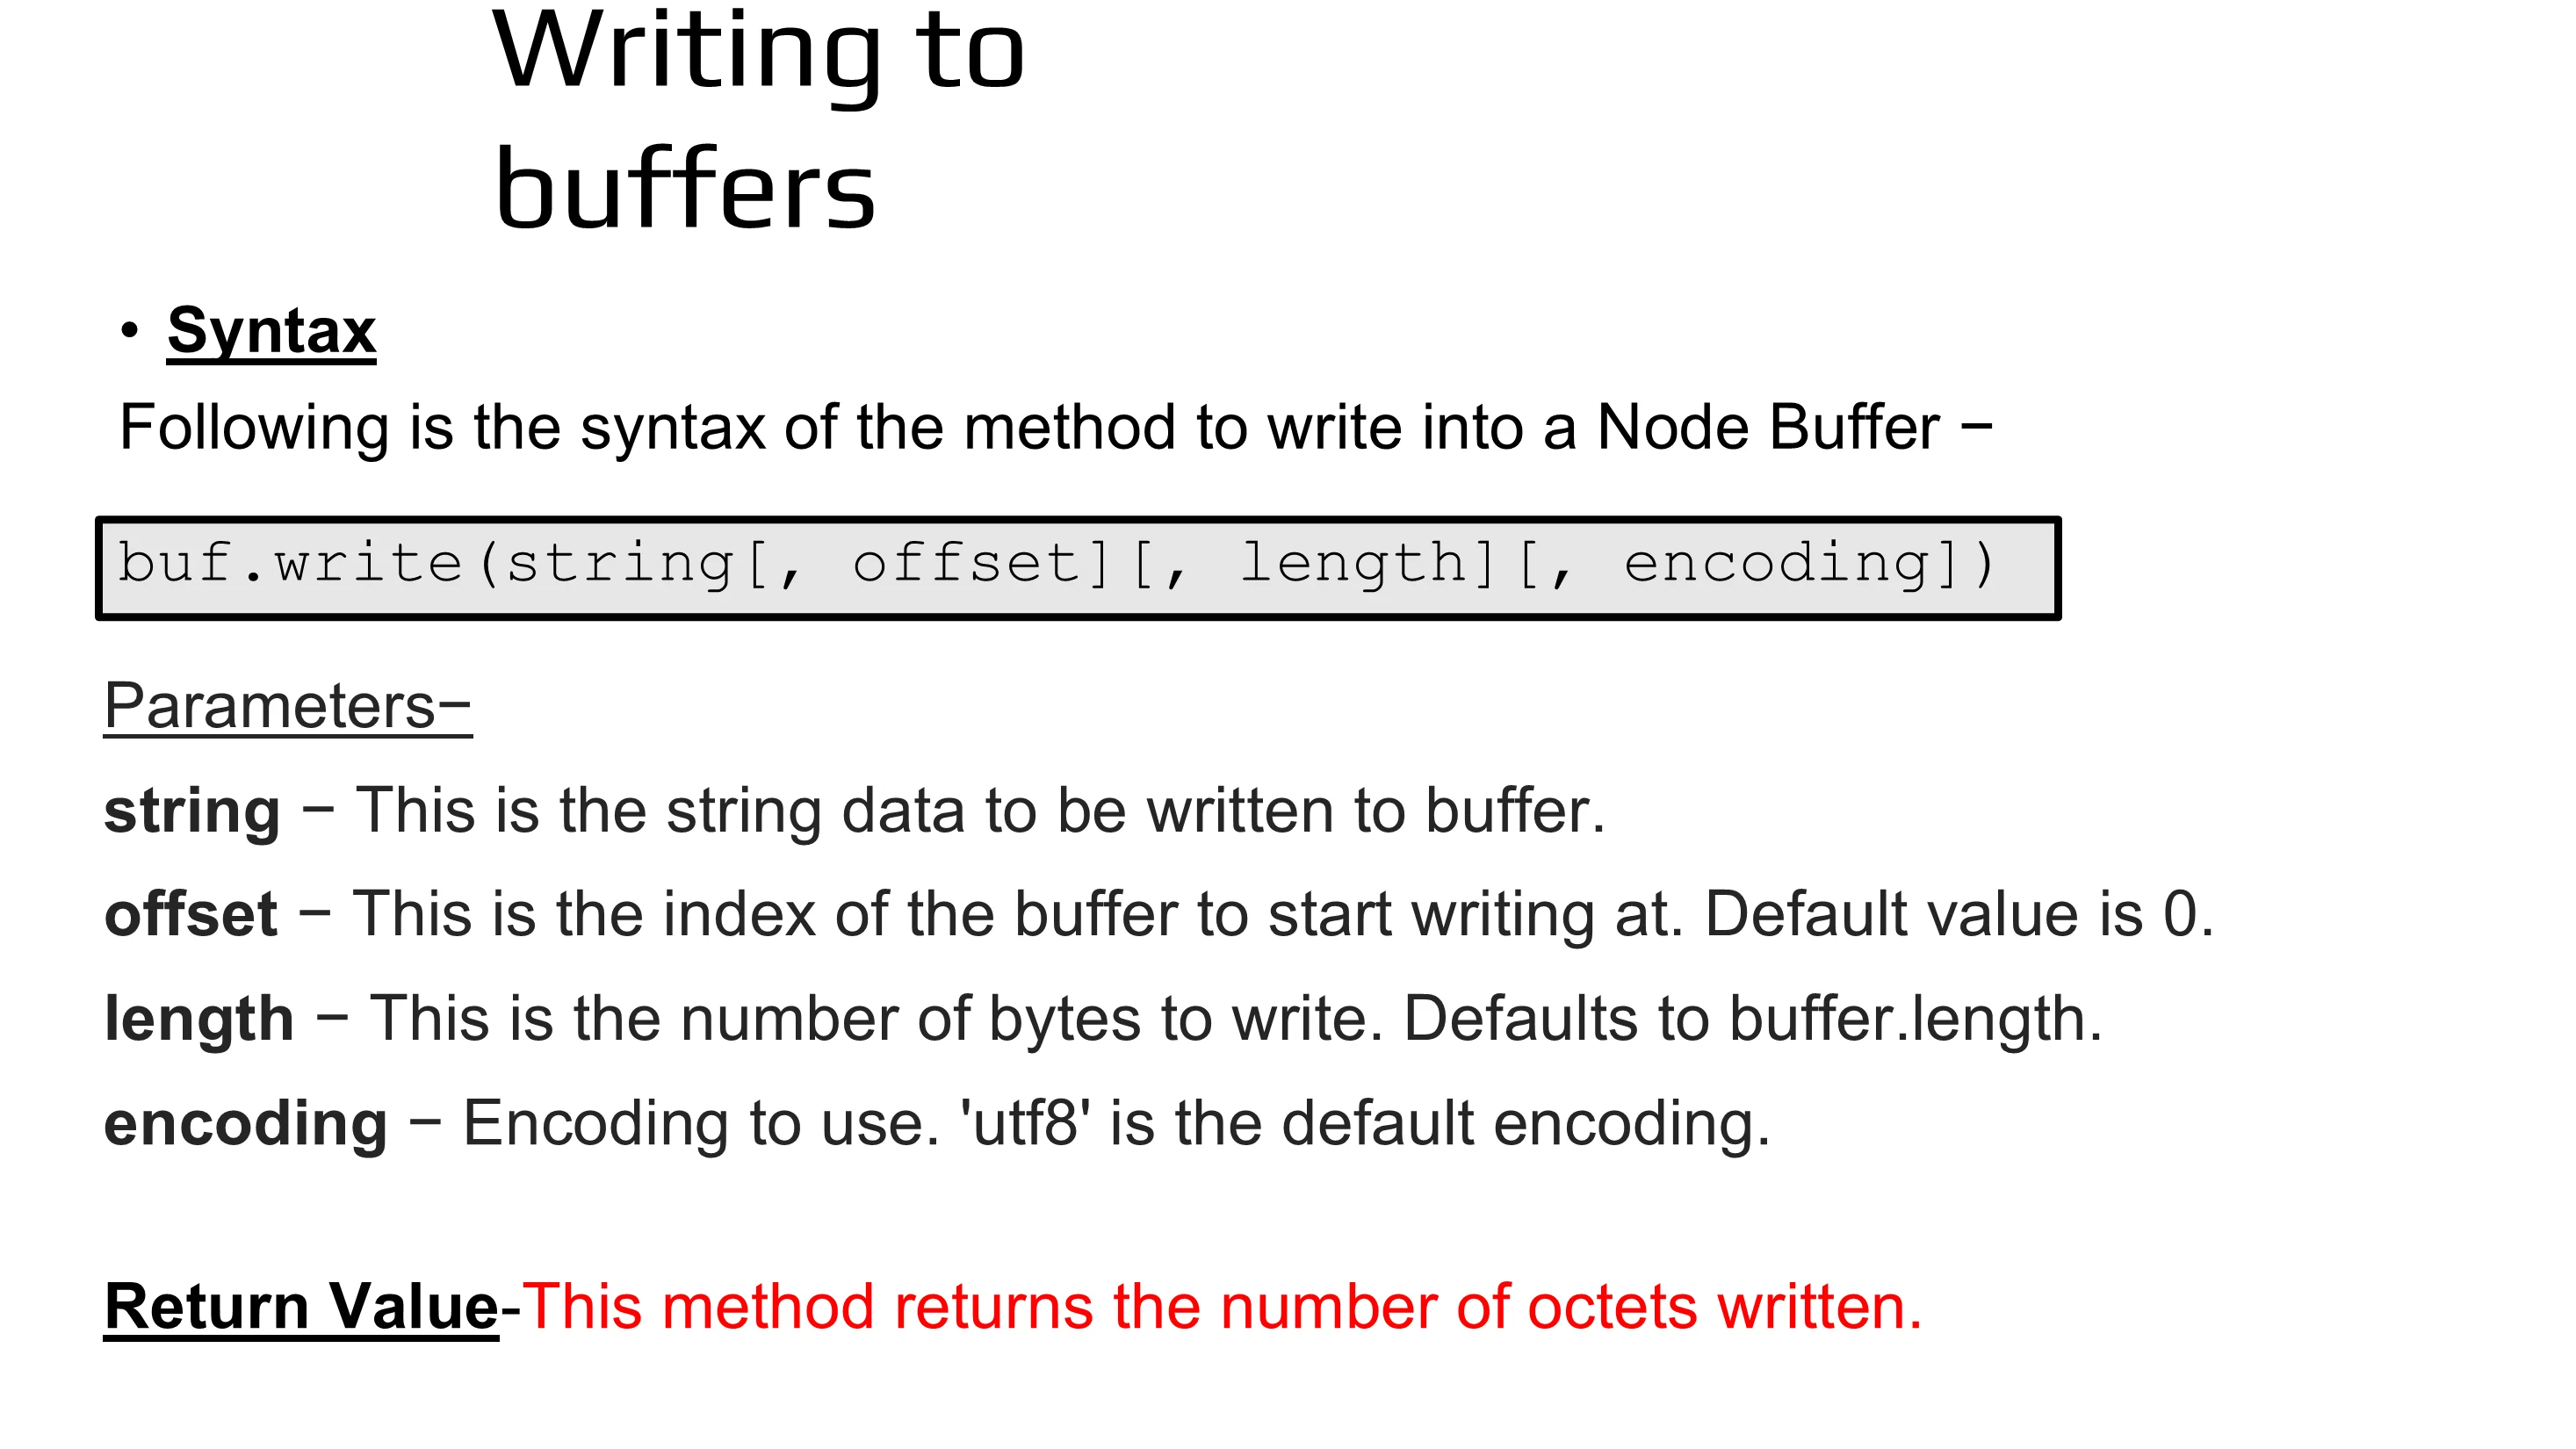 Writing to
buffers
• Syntax
Following is the syntax of the method to write into a Node Buffer −
buf.write(string[, offset][, length][, encoding])
Parameters−
string − This is the string data to be written to buffer.
offset − This is the index of the buffer to start writing at. Default value is 0.
length − This is the number of bytes to write. Defaults to buffer.length.
encoding − Encoding to use. 'utf8' is the default encoding.
Return Value-This method returns the number of octets written.